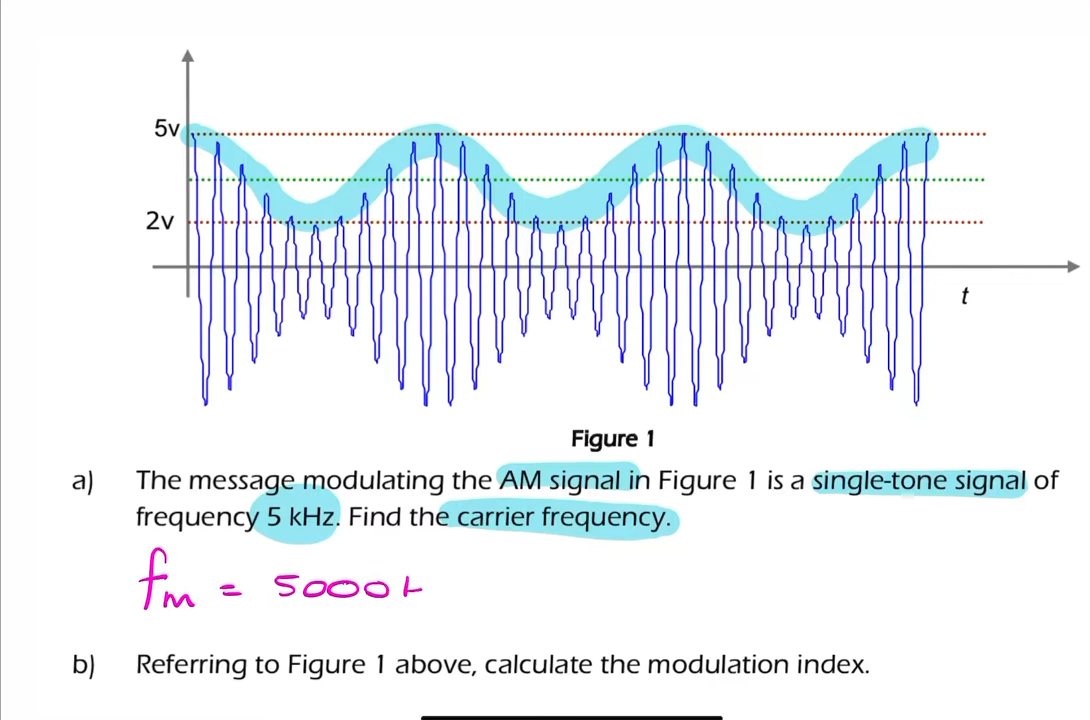 5v
2v
t
Figure 1
a) The message modulating the AM signal in Figure 1 is a single-tone signal of
frequency 5 kHz. Find the carrier frequency.
fm = 5000
b) Referring to Figure 1 above, calculate the modulation index.